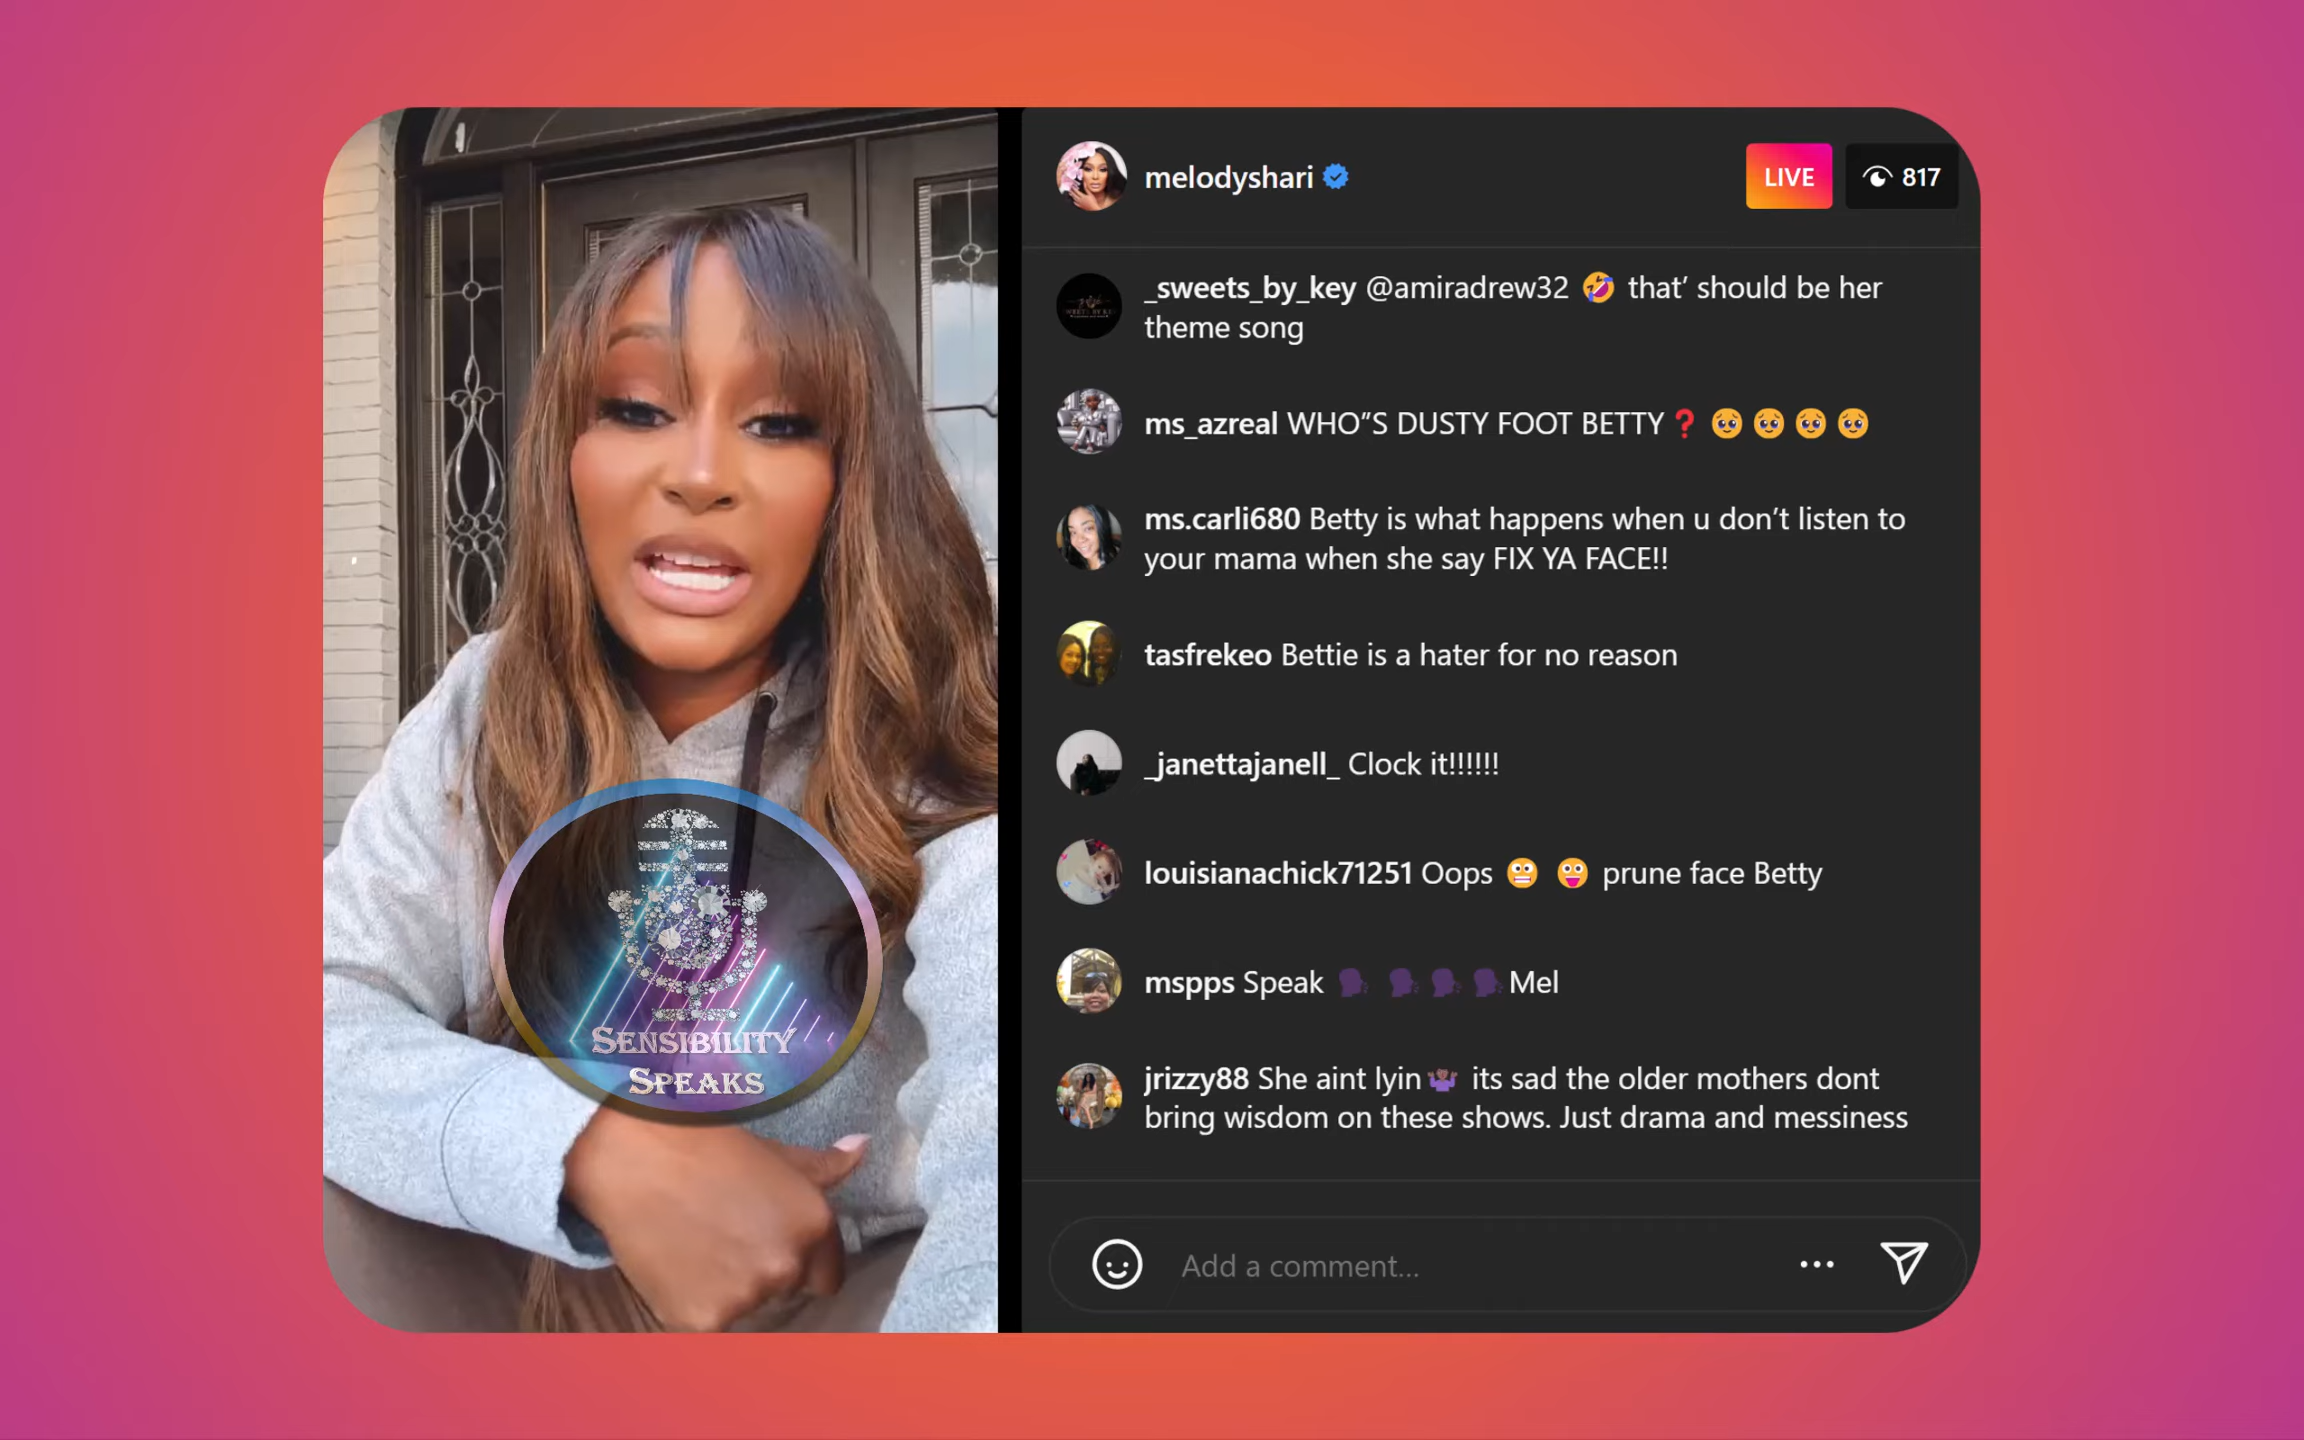 melodyshari
LIVE
817
_sweets_by_key @amiradrew32 🤣 that' should be her
theme song
ms_azreal WHO"S DUSTY FOOT BETTY❓🥺🥺🥺🥺
ms.carli680 Betty is what happens when u don't listen to
your mama when she say FIX YA FACE!!
tasfrekeo Bettie is a hater for no reason
_janettajanell_ Clock it!!!!!!
louisianachick71251 Oops 😬 😜 prune face Betty
mspps Speak 🗣 🗣 🗣 🗣 Mel
jrizzy88 She aint lyin🤷🏾‍♀️ its sad the older mothers dont
bring wisdom on these shows. Just drama and messiness
Add a comment...
SENSIBILITY
SPEAKS